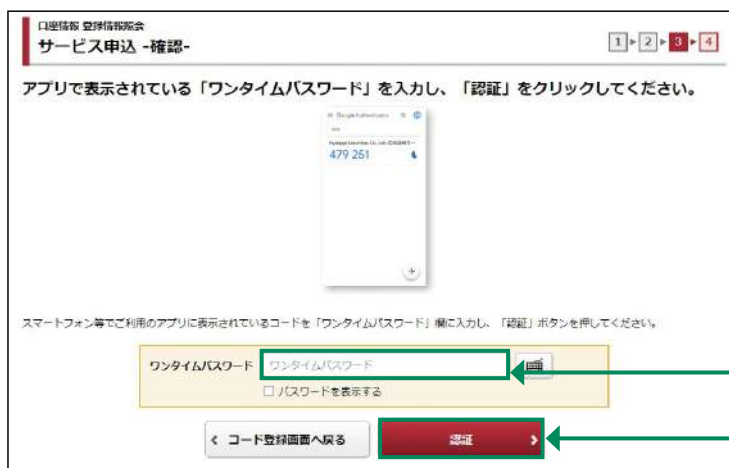 口座情報 登録情報照会
サービス申込 -確認-
1 2 3 4
アプリで表示されている「ワンタイムパスワード」を入力し、「認証」をクリックしてください。
Google Authenticator
479 251
+
スマートフォン等でご利用のアプリに表示されているコードを「ワンタイムパスワード」欄に入力し、「認証」ボタンを押してください。
ワンタイムパスワード ワンタイムパスワード
パスワードを表示する
コード登録画面へ戻る 認証